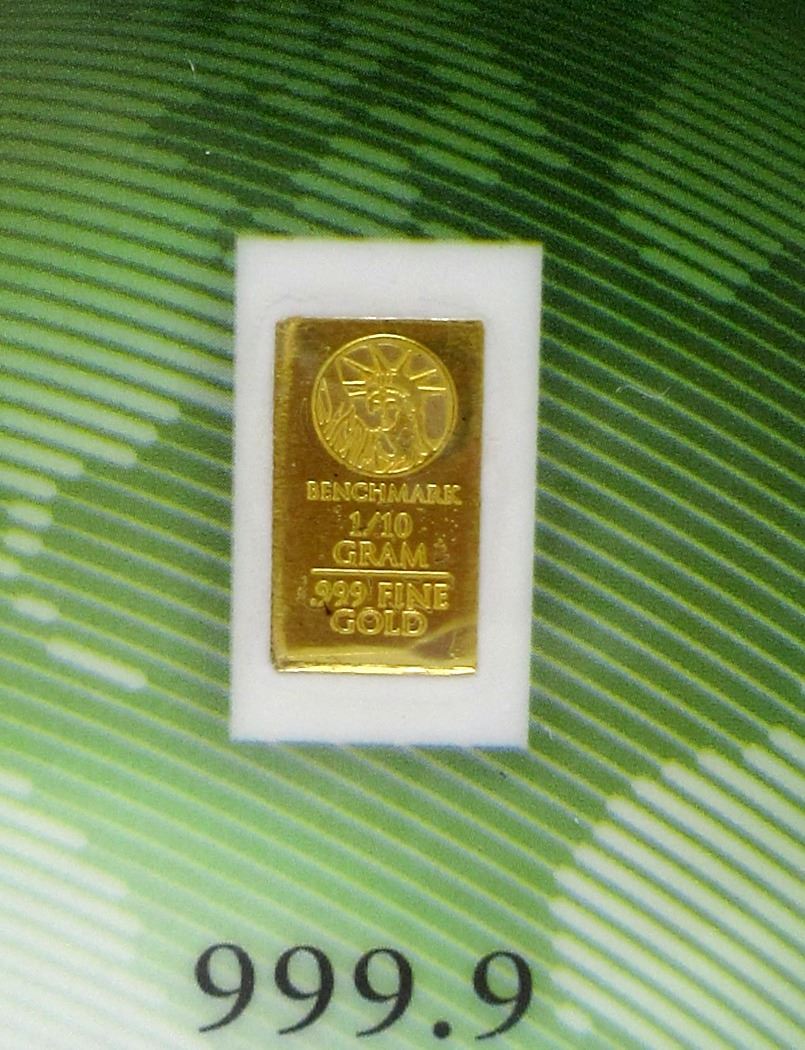 BENCHMARK
1/10
GRAM
999 FINE
GOLD
999.9